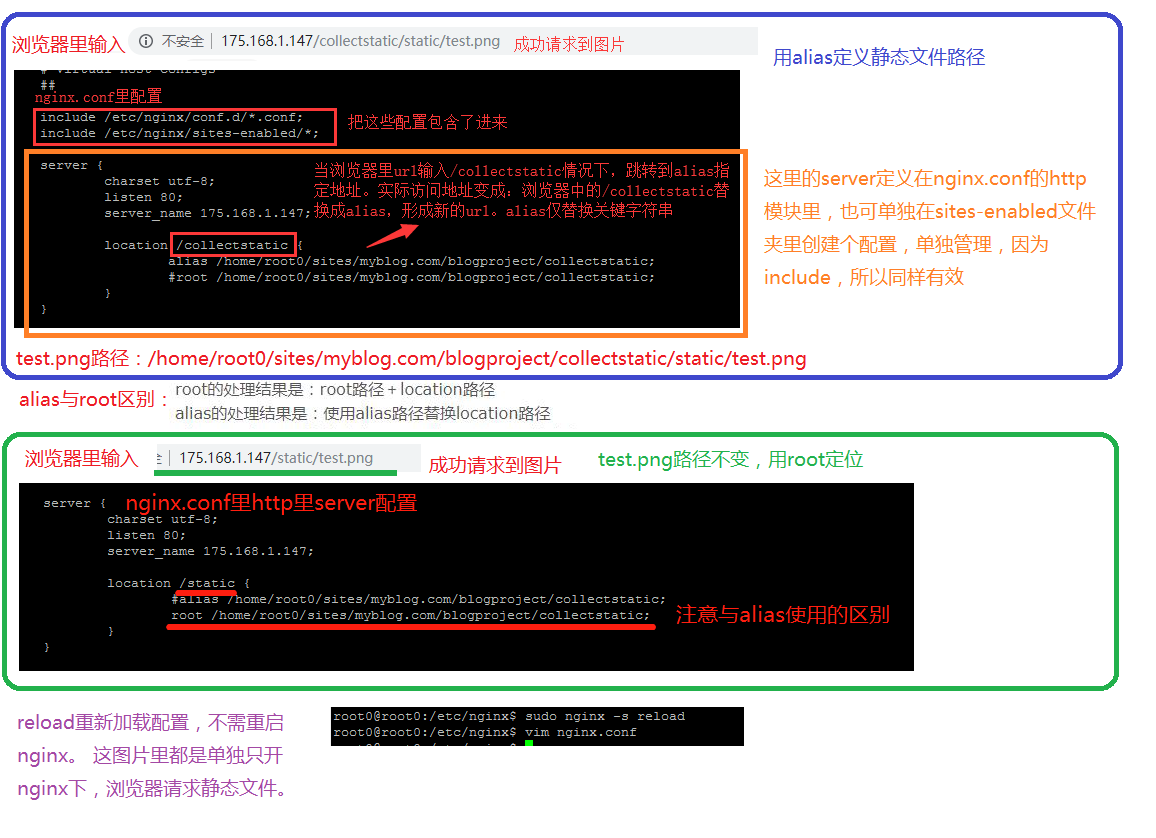 浏览器里输入 不安全 | 175.168.1.147/collectstatic/static/test.png 成功请求到图片
用alias定义静态文件路径
# Virtual Host Configs
##
nginx.conf里配置
include /etc/nginx/conf.d/*.conf;
include /etc/nginx/sites-enabled/*;
把这些配置包含了进来
server {
charset utf-8;
listen 80;
server_name 175.168.1.147;
location /collectstatic {
alias /home/root0/sites/myblog.com/blogproject/collectstatic;
#root /home/root0/sites/myblog.com/blogproject/collectstatic;
}
}
当浏览器里url输入/collectstatic情况下，跳转到alias指
定地址。实际访问地址变成：浏览器中的/collectstatic替
换成alias，形成新的url。alias仅替换关键字符串
这里的server定义在nginx.conf的http
模块里，也可单独在sites-enabled文件
夹里创建个配置，单独管理，因为
include，所以同样有效
test.png路径：/home/root0/sites/myblog.com/blogproject/collectstatic/static/test.png
alias与root区别：
root的处理结果是：root路径＋location路径
alias的处理结果是：使用alias路径替换location路径
浏览器里输入 | 175.168.1.147/static/test.png 成功请求到图片
test.png路径不变，用root定位
nginx.conf里http里server配置
server {
charset utf-8;
listen 80;
server_name 175.168.1.147;
location /static {
#alias /home/root0/sites/myblog.com/blogproject/collectstatic;
root /home/root0/sites/myblog.com/blogproject/collectstatic;
}
}
注意与alias使用的区别
reload重新加载配置，不需重启
nginx。 这图片里都是单独只开
nginx下，浏览器请求静态文件。
root0@root0:/etc/nginx$ sudo nginx -s reload
root0@root0:/etc/nginx$ vim nginx.conf